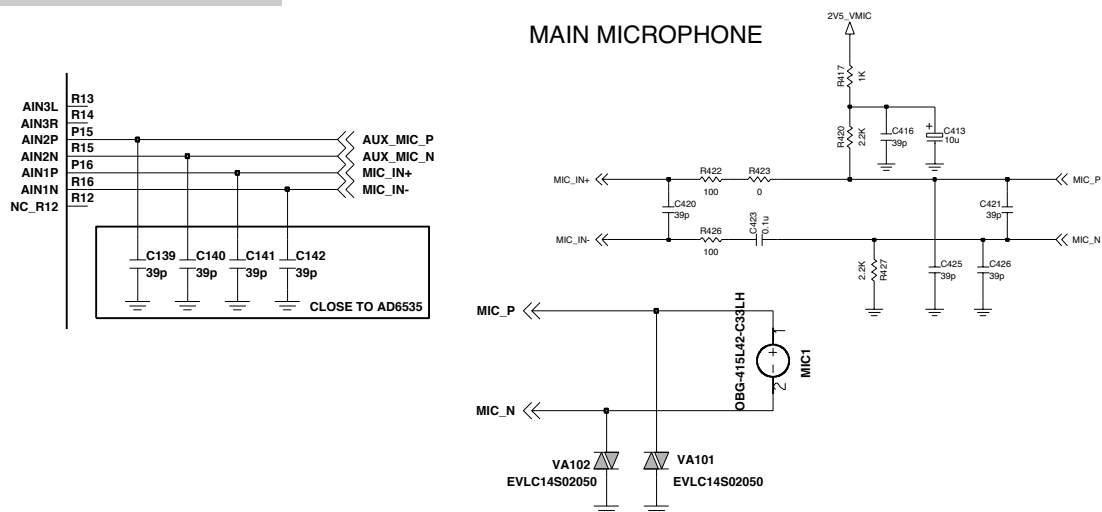 MAIN MICROPHONE
AIN3L R13
AIN3R R14
AIN2P P15 AUX_MIC_P
AIN2N R15 AUX_MIC_N
AIN1P P16 MIC_IN+
AIN1N R16 MIC_IN-
NC_R12 R12
C139 39p
C140 39p
C141 39p
C142 39p
CLOSE TO AD6535
2V5_VMIC
R417 1K
R420 2.2K
C416 39p
+ C413 10u
MIC_IN+
R422 100
R423 0
MIC_P
C420 39p
C421 39p
MIC_IN-
R426 100
C423 0.1u
MIC_N
2.2K R427
C425 39p
C426 39p
MIC_P
OBG-415L42-C33LH
1
+
-
2
MIC1
MIC_N
VA102
EVLC14S02050
VA101
EVLC14S02050